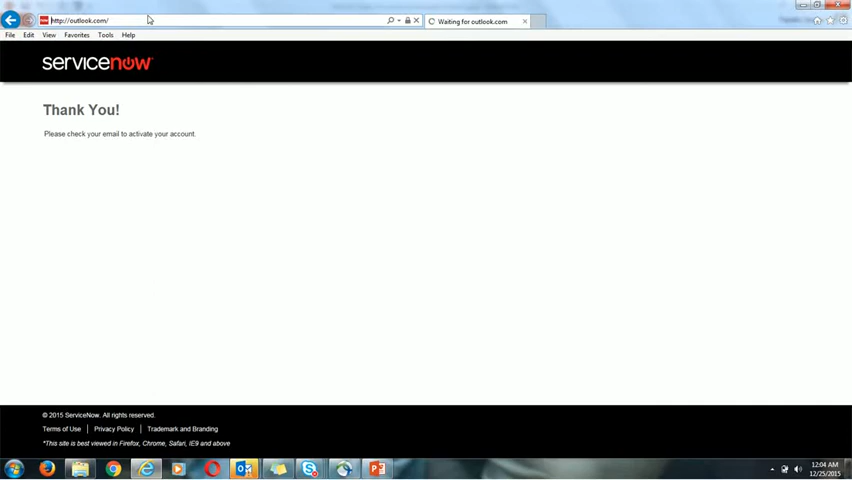 http://outlook.com/
Waiting for outlook.com
File Edit View Favorites Tools Help
servicenow
Thank You!
Please check your email to activate your account.
© 2015 ServiceNow. All rights reserved.
Terms of Use | Privacy Policy | Trademark and Branding
*This site is best viewed in Firefox, Chrome, Safari, IE9 and above
12:04 AM
12/25/2015